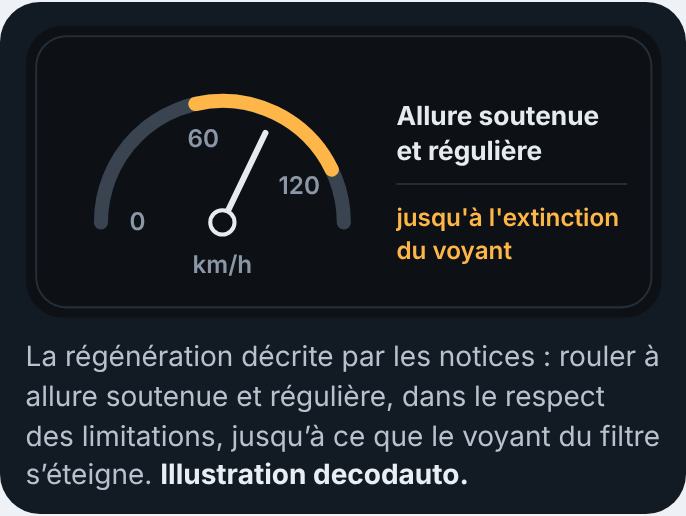 60
120
0
km/h
Allure soutenue
et régulière
jusqu'à l'extinction
du voyant
La régénération décrite par les notices : rouler à
allure soutenue et régulière, dans le respect
des limitations, jusqu’à ce que le voyant du filtre
s’éteigne. Illustration decodauto.